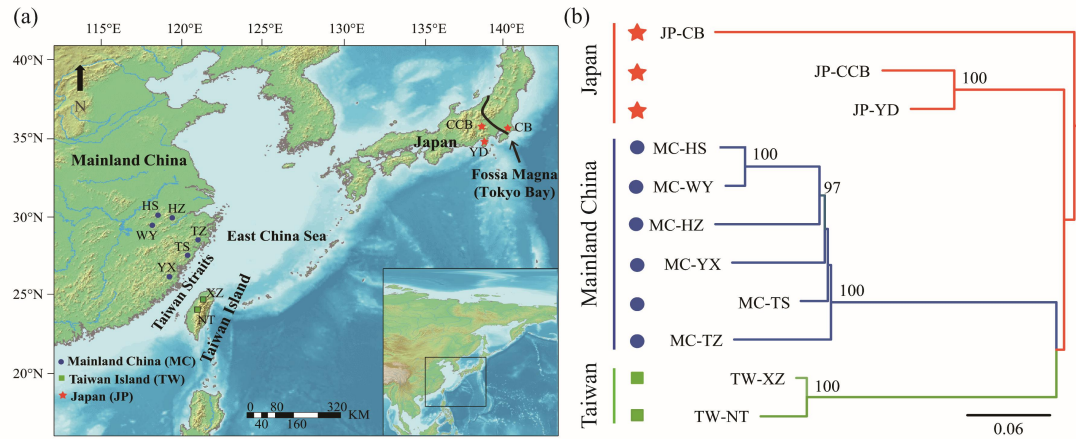 (a)
115°E 120°E 125°E 130°E 135°E 140°E
40°N
35°N
30°N
25°N
20°N
N
Mainland China
Japan
CCB
CB
YD
Fossa Magna
(Tokyo Bay)
HS
HZ
WY
TZ
TS
YX
East China Sea
Taiwan Straits
Taiwan Island
XZ
NT
Mainland China (MC)
Taiwan Island (TW)
Japan (JP)
0 80 320
KM
40 160
(b)
Japan
JP-CB
JP-CCB
100
JP-YD
Mainland China
MC-HS
100
MC-WY
97
MC-HZ
MC-YX
100
MC-TS
MC-TZ
Taiwan
TW-XZ
100
TW-NT
0.06